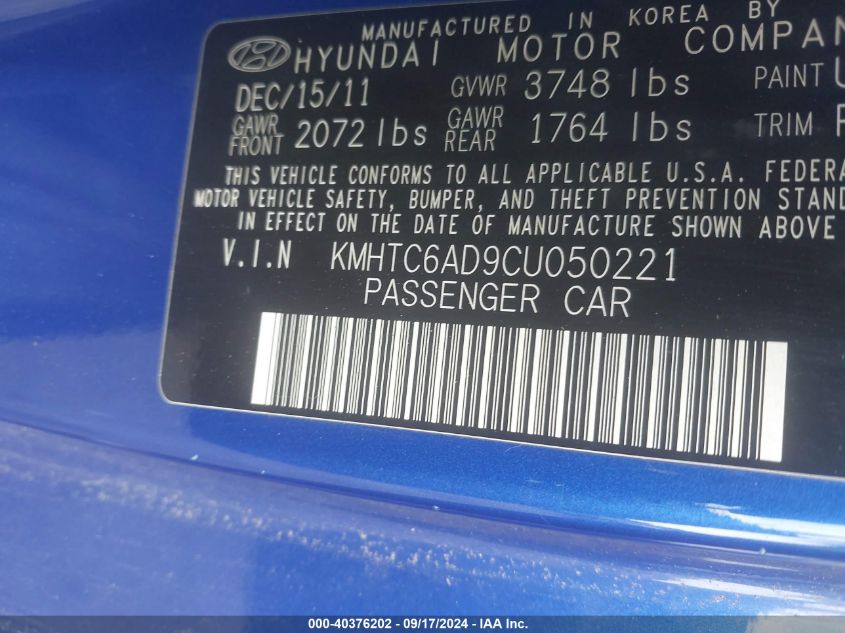 MANUFACTURED IN KOREA BY
HYUNDAI MOTOR COMPAN
DEC/15/11 GVWR 3748 lbs PAINT U
GAWR FRONT 2072 lbs GAWR REAR 1764 lbs TRIM
THIS VEHICLE CONFORMS TO ALL APPLICABLE U.S.A. FEDERA
MOTOR VEHICLE SAFETY, BUMPER, AND THEFT PREVENTION STAND
IN EFFECT ON THE DATE OF MANUFACTURE SHOWN ABOVE
V.I.N KMHTC6AD9CU050221
PASSENGER CAR
000-40376202 - 09/17/2024 - IAA Inc.